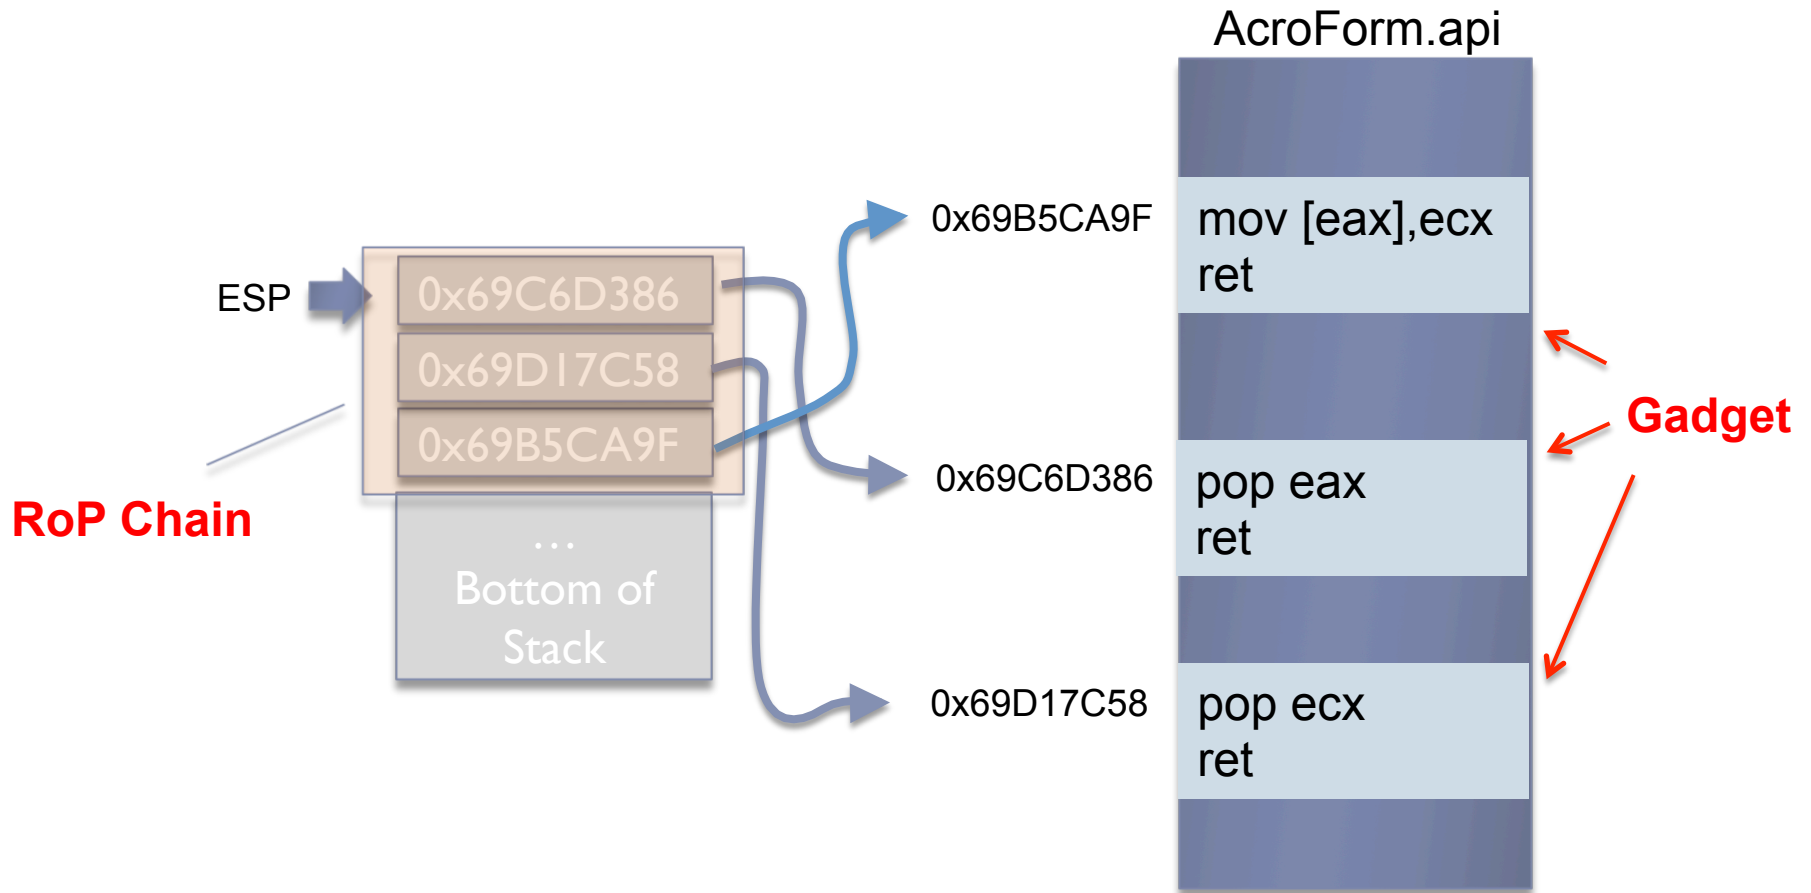 AcroForm.api
ESP
0x69C6D386
0x69D17C58
0x69B5CA9F
…
Bottom of
Stack
RoP Chain
0x69B5CA9F
mov [eax],ecx
ret
0x69C6D386
pop eax
ret
0x69D17C58
pop ecx
ret
Gadget